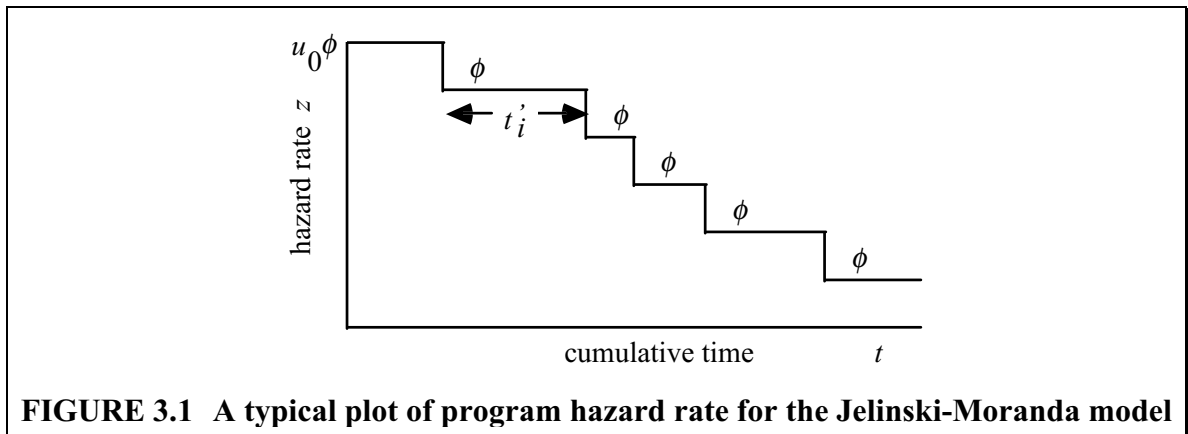 u₀ϕ
ϕ
t'ᵢ
ϕ
ϕ
ϕ
ϕ
hazard rate z
cumulative time t
FIGURE 3.1 A typical plot of program hazard rate for the Jelinski-Moranda model